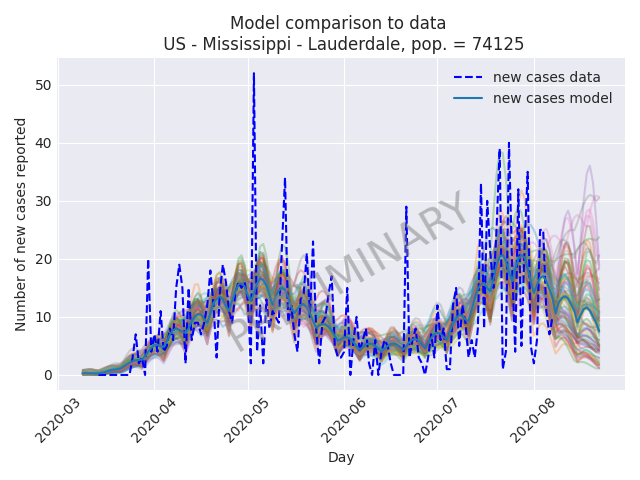 Model comparison to data
US - Mississippi - Lauderdale, pop. = 74125
new cases data
new cases model
Number of new cases reported
50
40
30
20
10
0
PRELIMINARY
2020-03
2020-04
2020-05
2020-06
2020-07
2020-08
Day